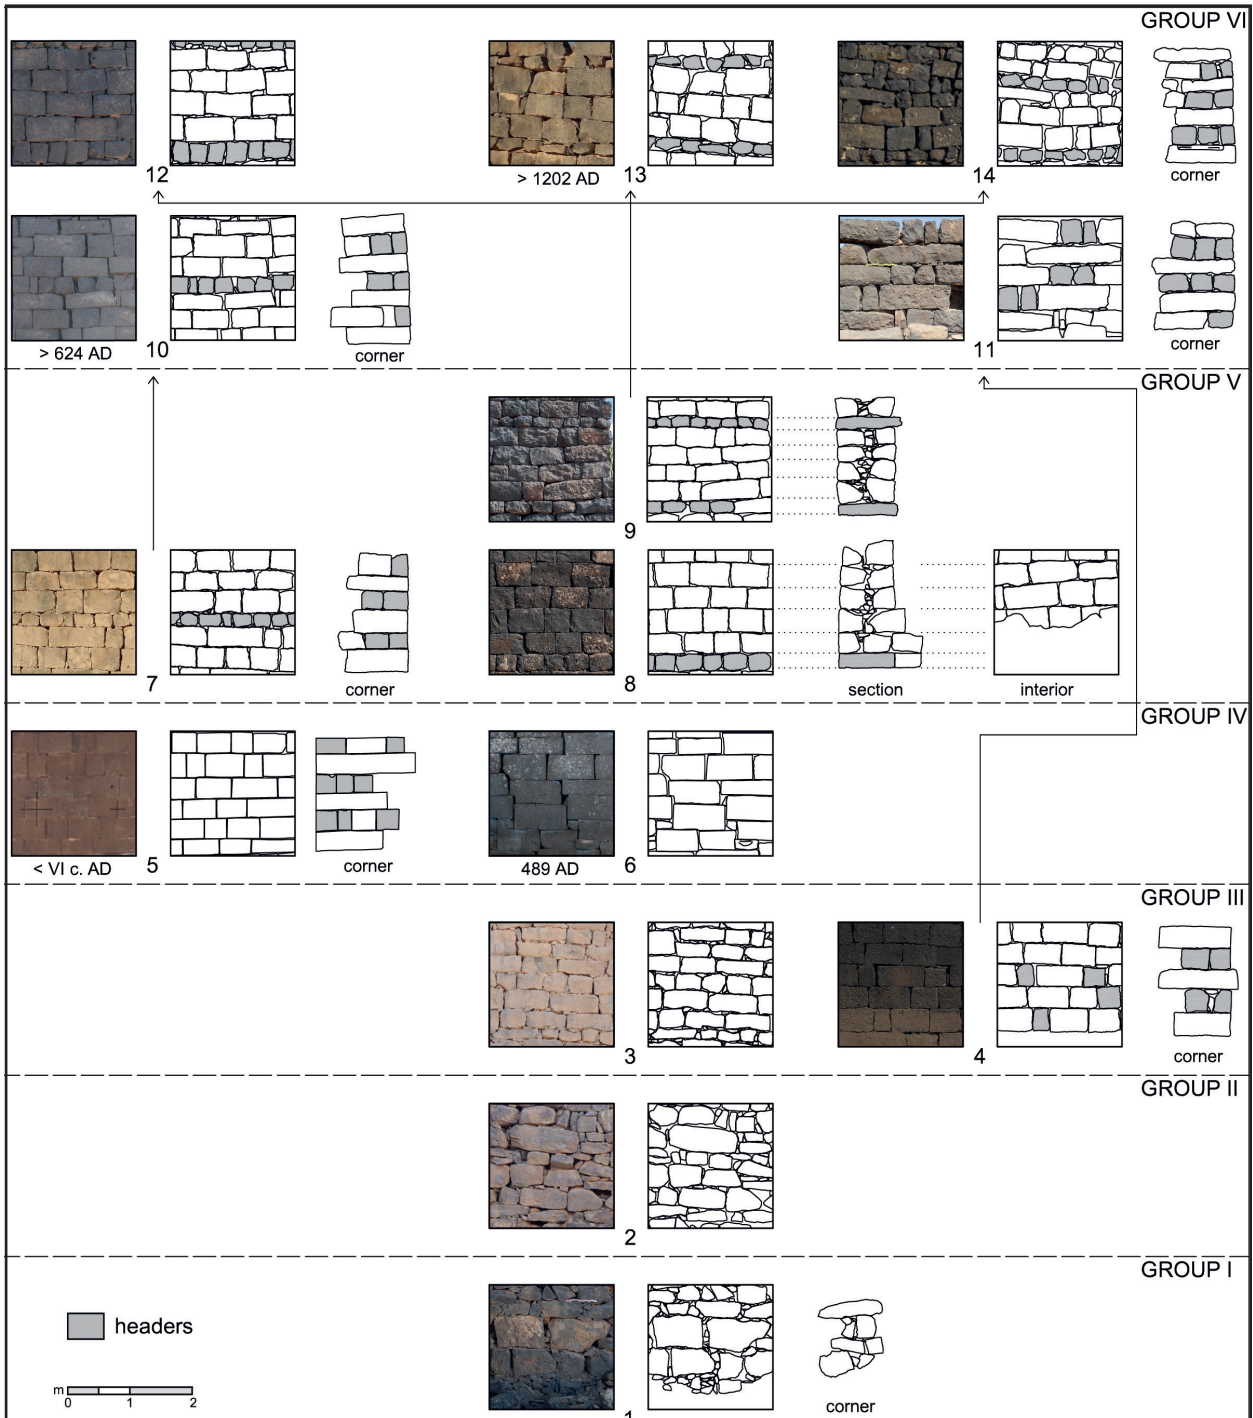 GROUP VI
12
> 1202 AD
13
14
corner
> 624 AD
10
corner
11
corner
GROUP V
9
7
corner
8
section
interior
GROUP IV
< VI c. AD
5
corner
489 AD
6
GROUP III
3
4
corner
GROUP II
2
GROUP I
headers
m
0 1 2
1
corner